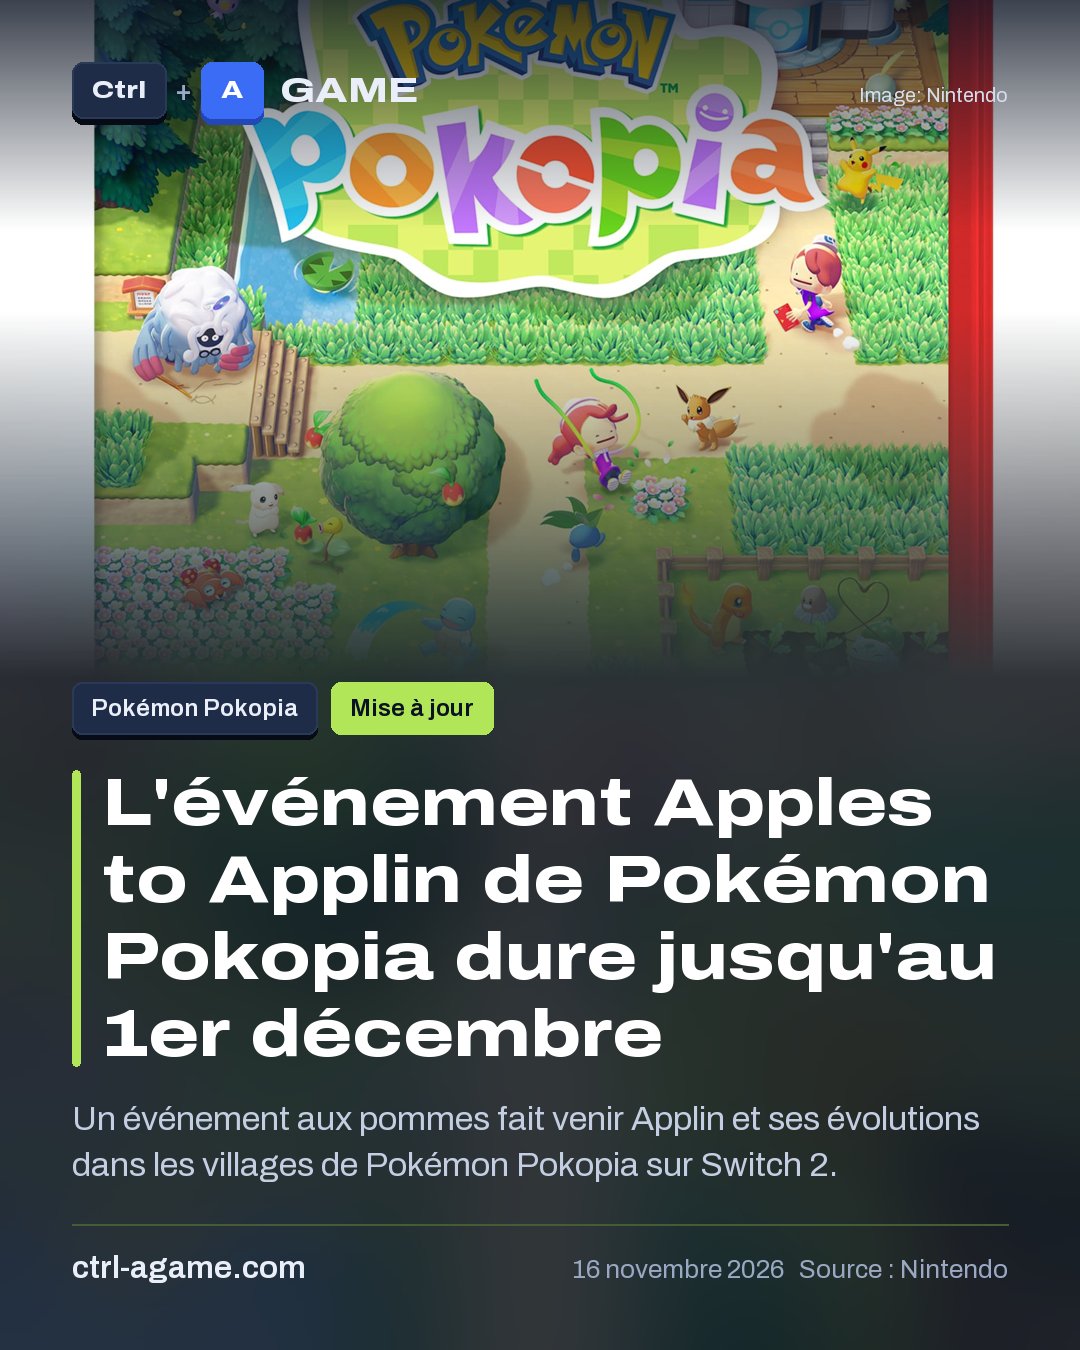 Pokémon
TM
Ctrl + A GAME
Image: Nintendo
Pokopia
Pokémon Pokopia
Mise à jour
L'événement Apples
to Applin de Pokémon
Pokopia dure jusqu'au
1er décembre
Un événement aux pommes fait venir Applin et ses évolutions
dans les villages de Pokémon Pokopia sur Switch 2.
ctrl-agame.com
16 novembre 2026 Source : Nintendo